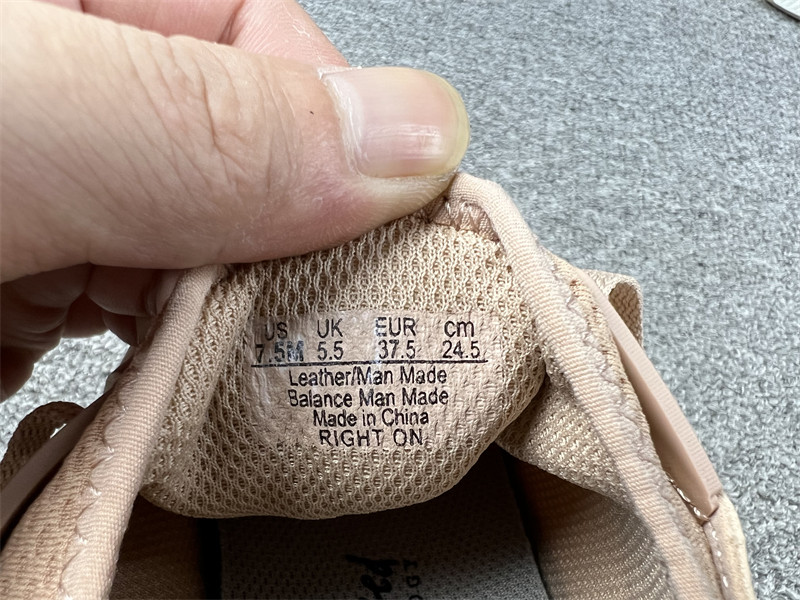 US UK EUR cm
7.5M 5.5 37.5 24.5
Leather/Man Made
Balance Man Made
Made in China
RIGHT ON